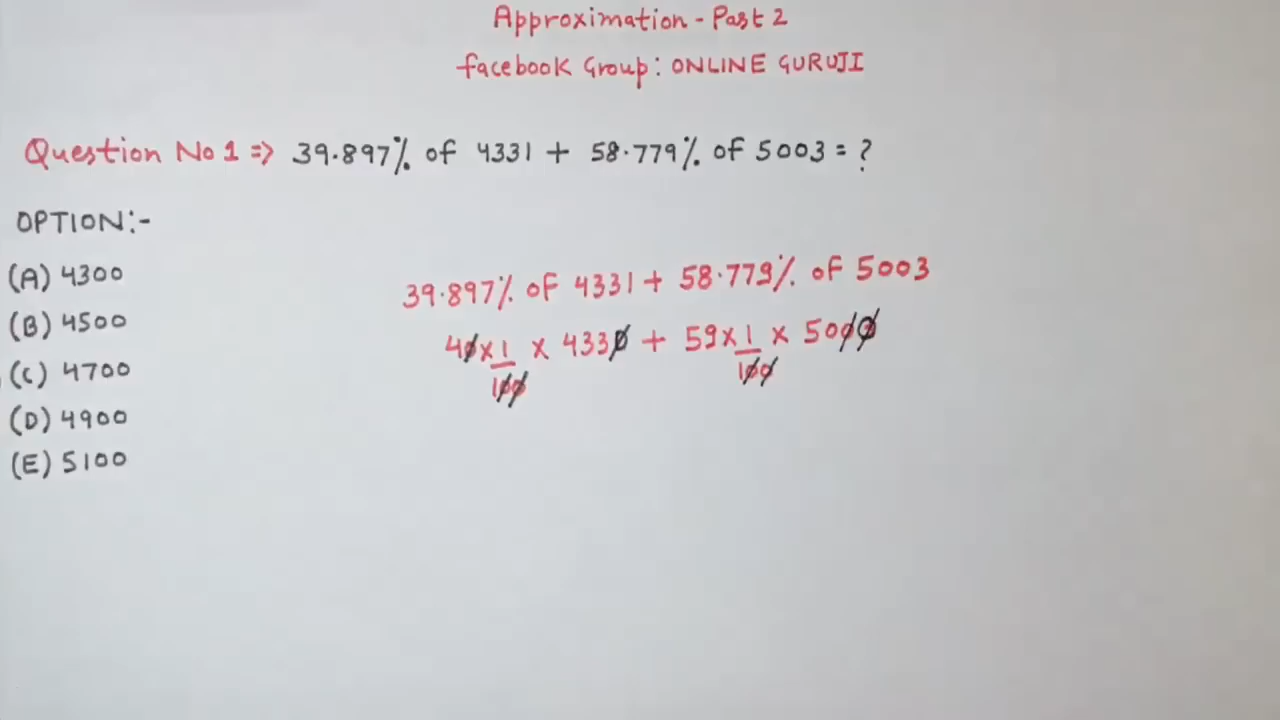 Approximation - Part 2
facebook Group: ONLINE GURUJI
Question No 1 => 39.897% of 4331 + 58.779% of 5003 = ?
OPTION:-
(A) 4300
(B) 4500
(C) 4700
(D) 4900
(E) 5100
39.897% of 4331 + 58.779% of 5003
40 x 1/100 x 4330 + 59 x 1/100 x 5000